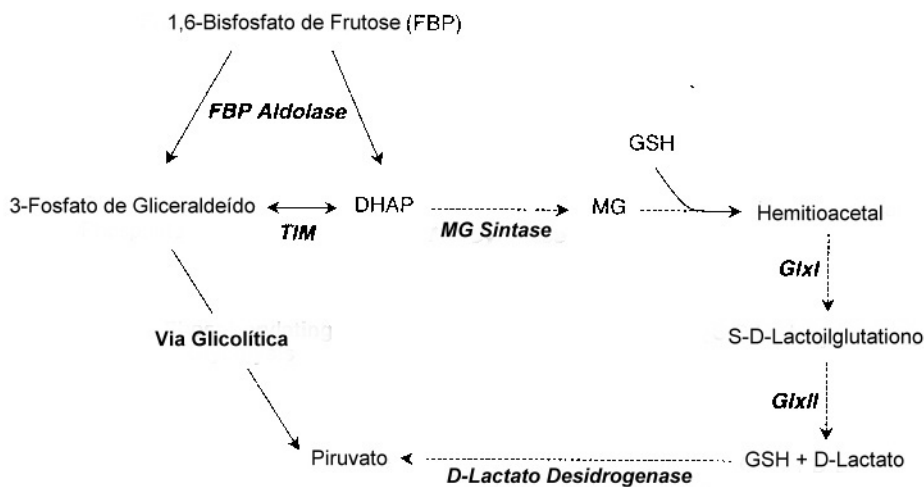 1,6-Bisfosfato de Frutose (FBP)
FBP Aldolase
GSH
3-Fosfato de Gliceraldeído
DHAP
MG
Hemitioacetal
TIM
MG Sintase
GlxI
Via Glicolítica
S-D-Lactoilglutationo
GlxII
Piruvato
D-Lactato Desidrogenase
GSH + D-Lactato